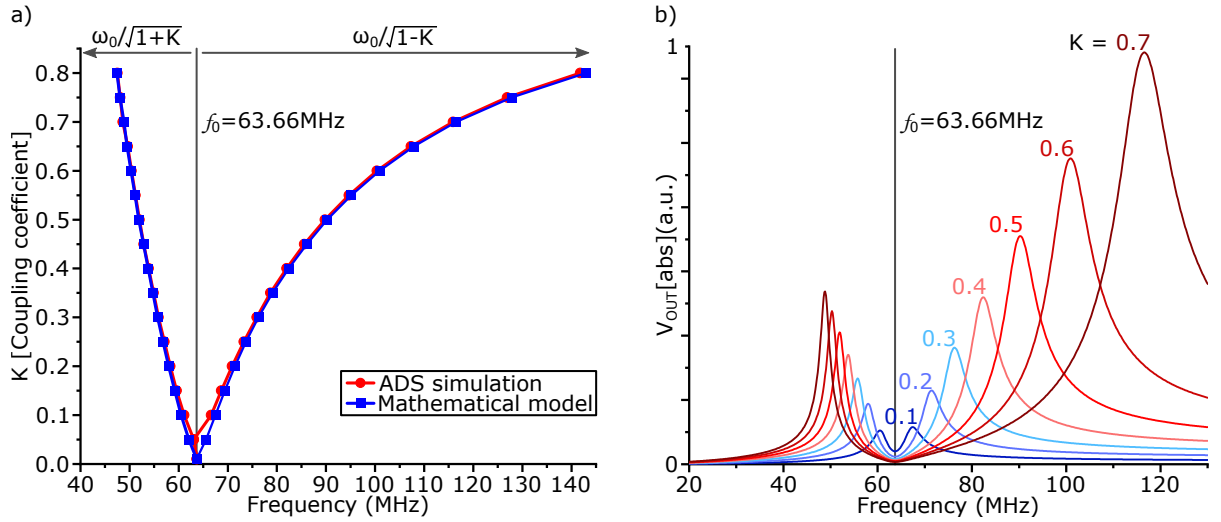 a)
ω₀/√1+K
ω₀/√1-K
f₀=63.66MHz
K [Coupling coefficient]
0.8
0.7
0.6
0.5
0.4
0.3
0.2
0.1
0.0
ADS simulation
Mathematical model
40 50 60 70 80 90 100 110 120 130 140
Frequency (MHz)
b)
1
K = 0.7
f₀=63.66MHz
0.6
0.5
0.4
0.3
0.2
0.1
V_OUT[abs](a.u.)
0
20 40 60 80 100 120
Frequency (MHz)